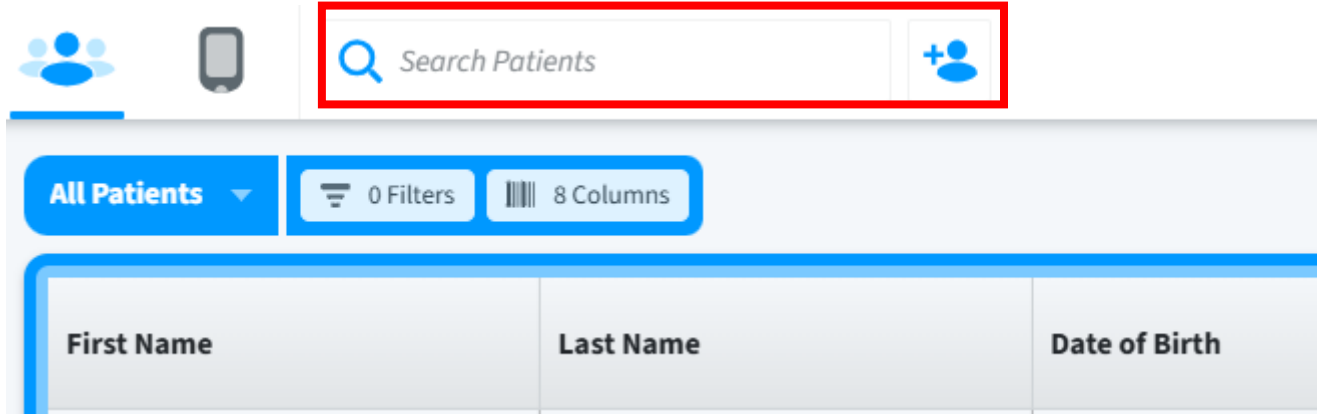 Search Patients
All Patients 0 Filters 8 Columns
First Name Last Name Date of Birth